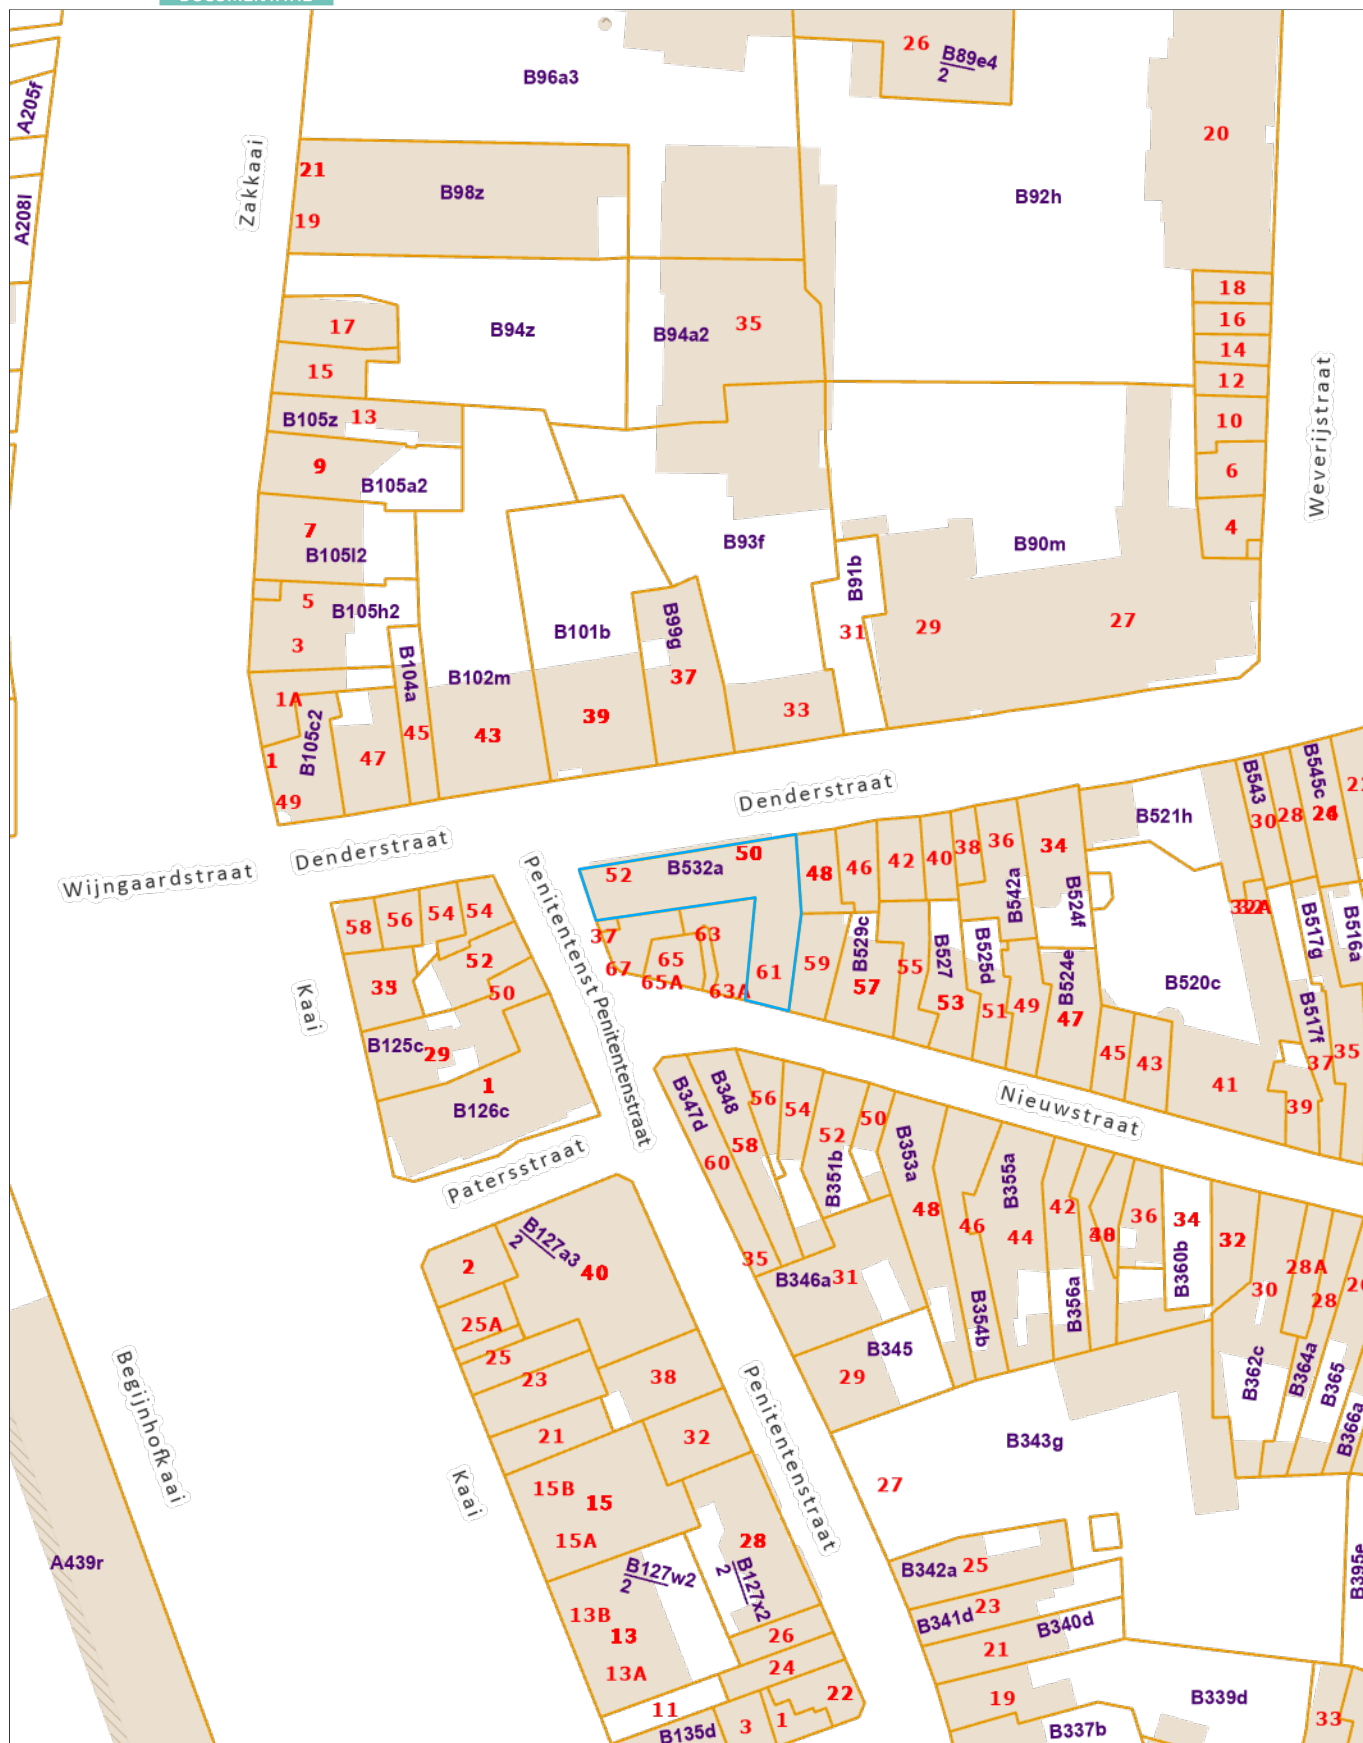 26
B89e4
2
B96a3
A205f
20
Zakkaai
21
B98z
B92h
19
A208l
18
17
B94z
B94a2
35
16
14
15
12
Weverijstraat
B105z
13
10
9
B105a2
6
7
B105l2
B93f
B90m
4
B91b
5
B105h2
B99g
3
B101b
31
29
27
B104a
B102m
37
1A
B105c2
45
43
39
33
1
47
49
Denderstraat
B543
B545c
B521h
30
28
24
Denderstraat
50
B532a
52
48
46
42
40
38
36
34
Wijngaardstraat
Penitentenst
B542a
B524f
32A
58
56
54
54
37
63
B529c
B527
B525d
B517g
B516a
52
67
65
65A
63A
61
59
57
55
53
51
49
B524e
47
B520c
35
50
Kaai
Penitentenstraat
B517f
B125c
29
45
43
41
37
35
39
1
B126c
B347d
B348
56
54
Nieuwstraat
58
52
50
B353a
60
B351b
B355a
Patersstraat
48
46
44
42
36
34
32
B127a3
2
40
2
35
B346a
31
B354b
B356a
B360b
30
28A
28
25A
25
23
38
B345
29
B362c
B364a
B365
B366a
Begijnhofkaai
Penitentenstraat
21
32
B343g
Kaai
15B
15
27
15A
28
A439r
B127w2
2
B127x2
2
B342a
25
B395e
13B
13
B341d
23
B340d
26
21
13A
24
22
19
B339d
11
B135d
3
1
B337b
33